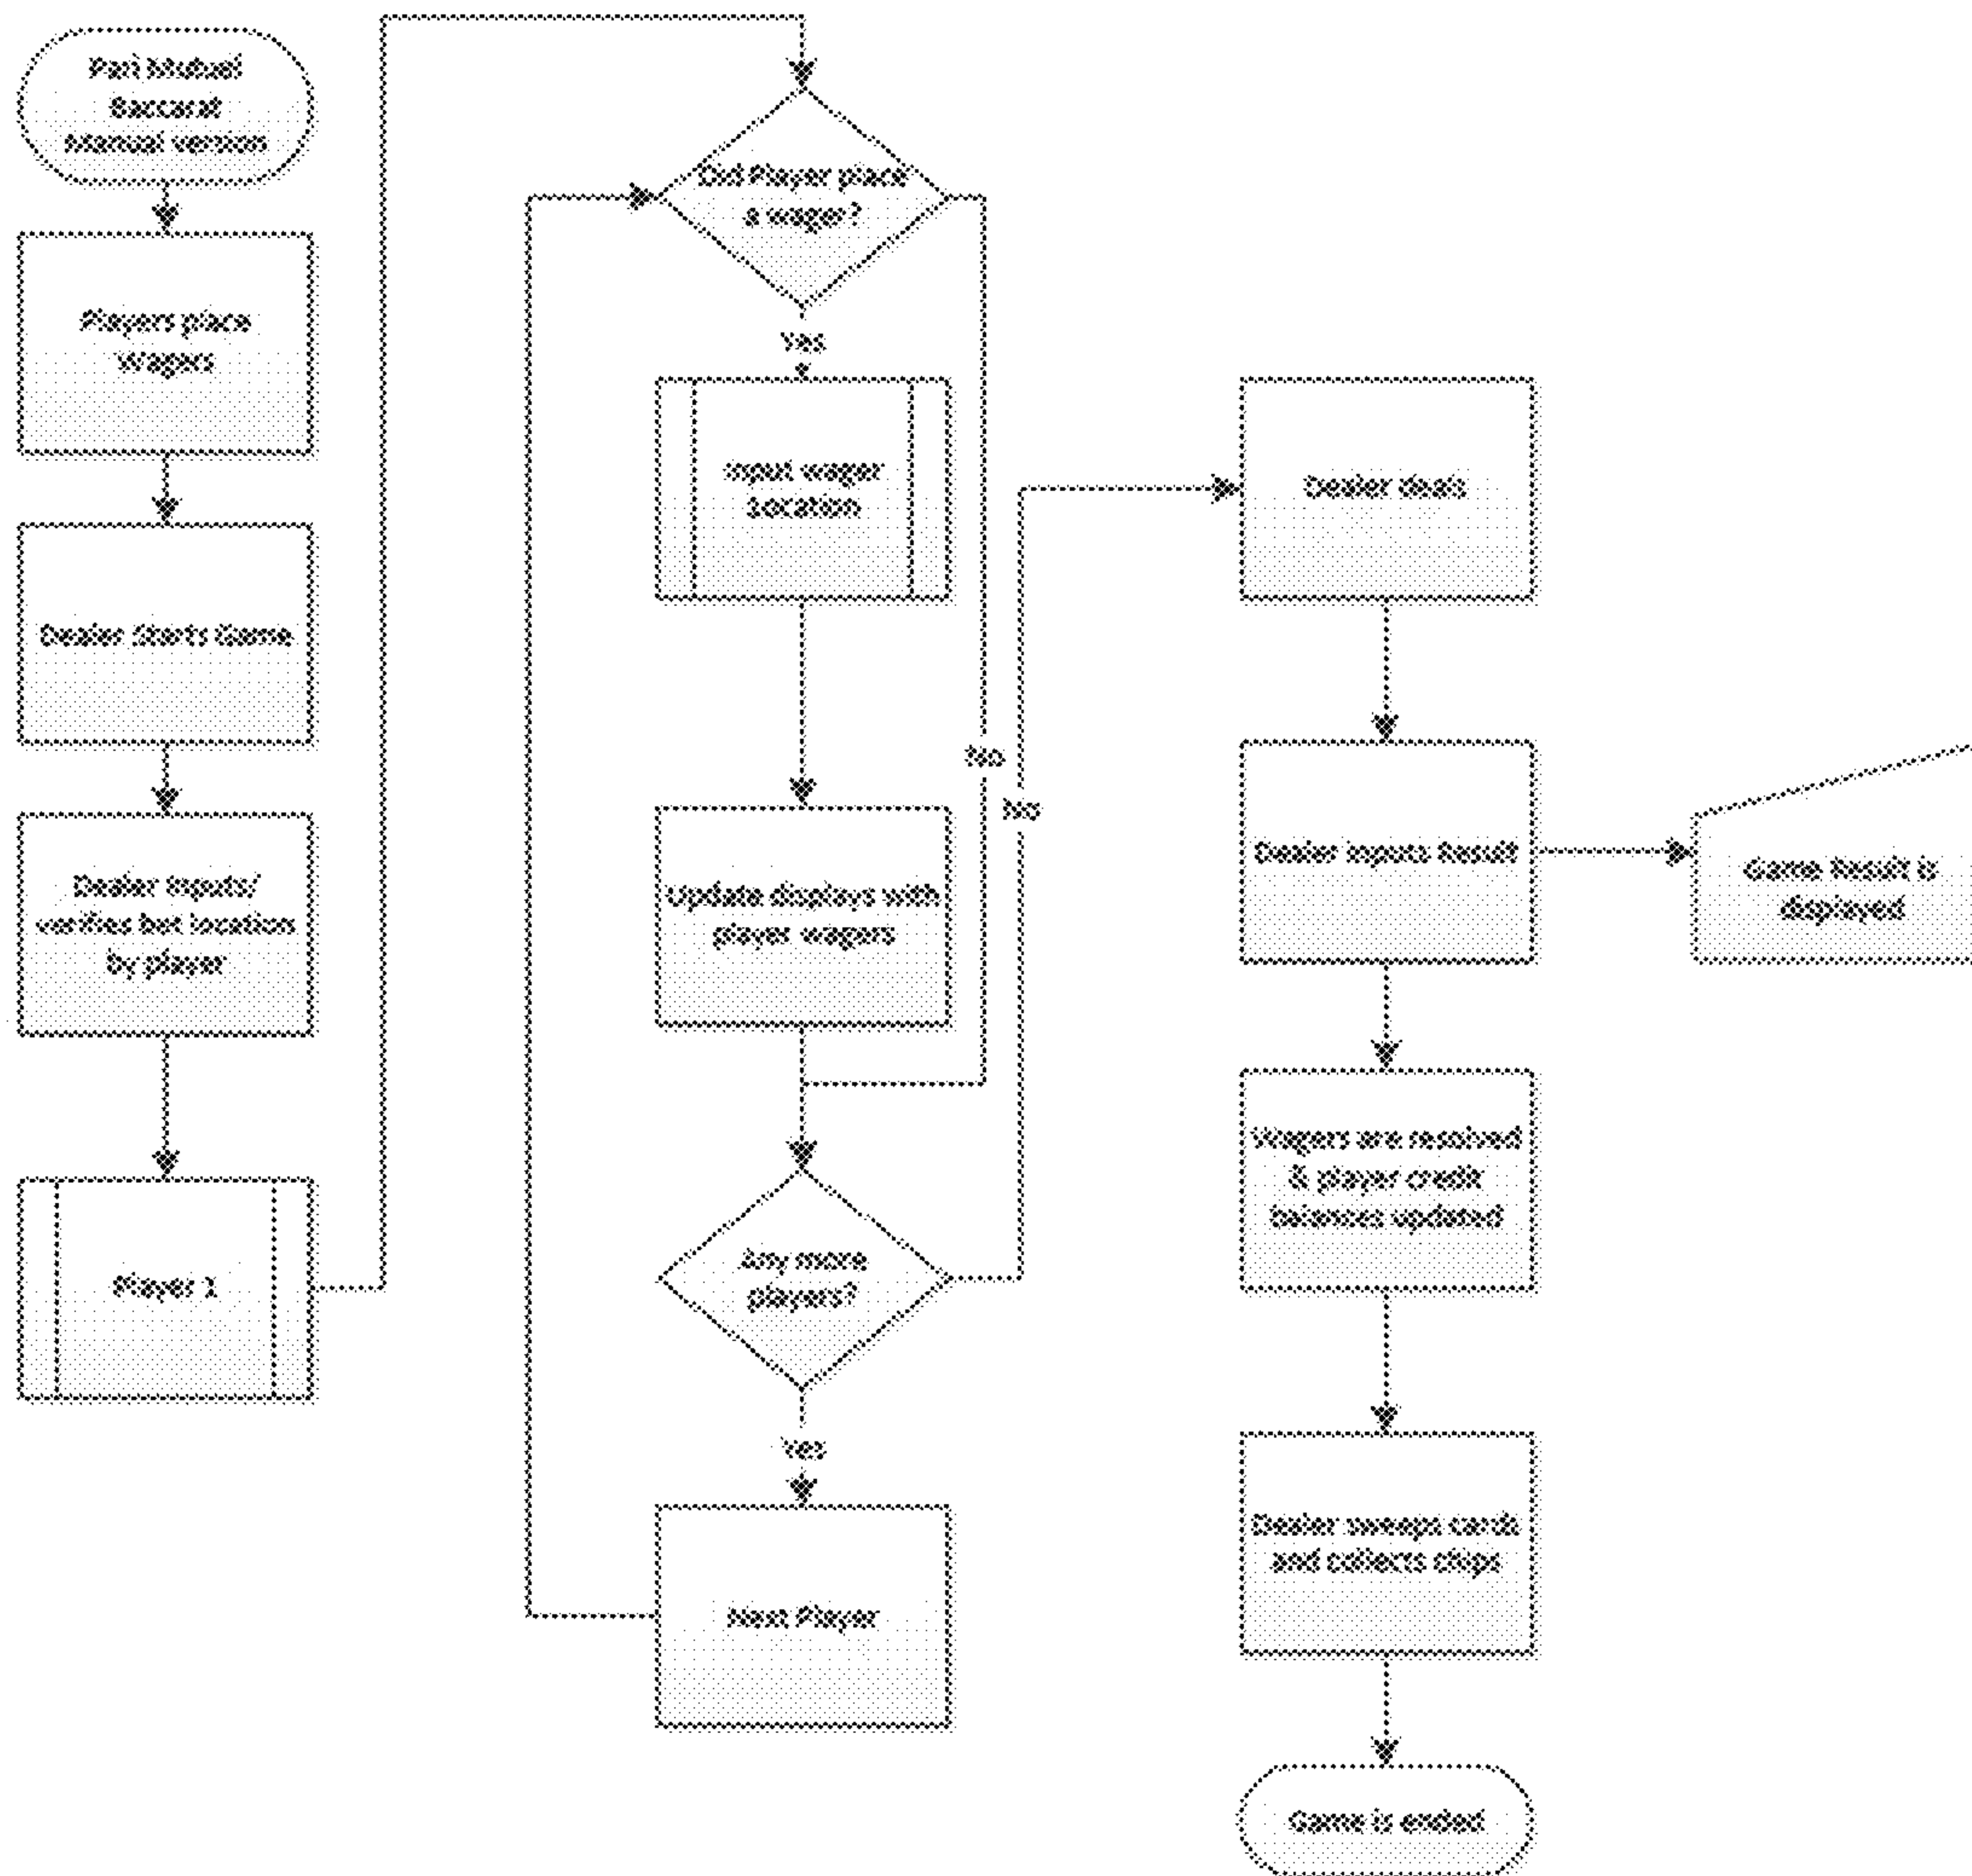 Pari Mutuel
Baccarat
Manual version
Players place
wagers
Dealer Starts Game
Dealer inputs/
verifies bet location
by player
Player 1
Did Player place
a wager?
Yes
Input wager
Location
No
Update displays with
player wagers
No
Any more
players?
Yes
Next Player
Dealer deals
Dealer inputs Result
Game Result is
displayed
Wagers are resolved
& player credit
balances updated
Dealer sweeps cards
and collects chips
Game is ended